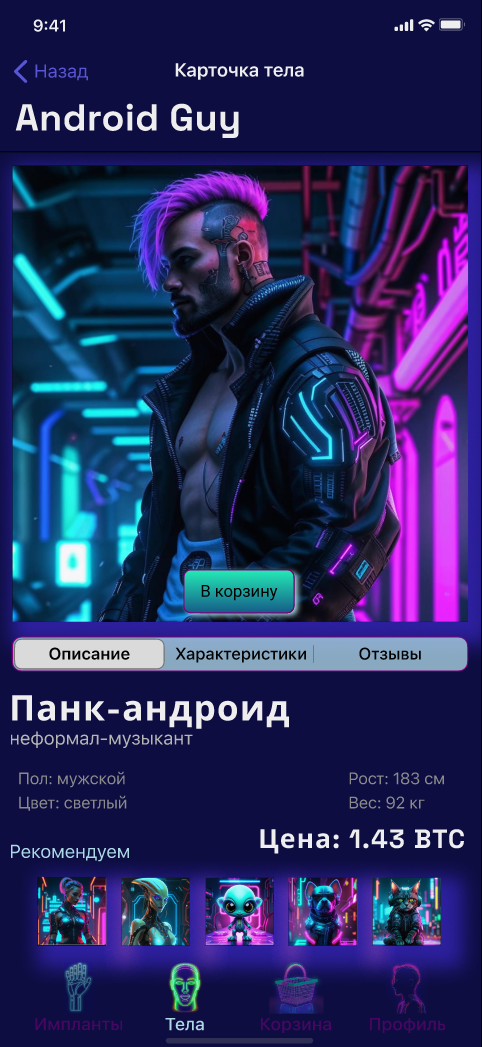 9:41
Назад
Карточка тела
Android Guy
В корзину
Описание
Характеристики
Отзывы
Панк-андроид
неформал-музыкант
Пол: мужской
Рост: 183 см
Цвет: светлый
Вес: 92 кг
Цена: 1.43 BTC
Рекомендуем
Импланты
Тела
Корзина
Профиль